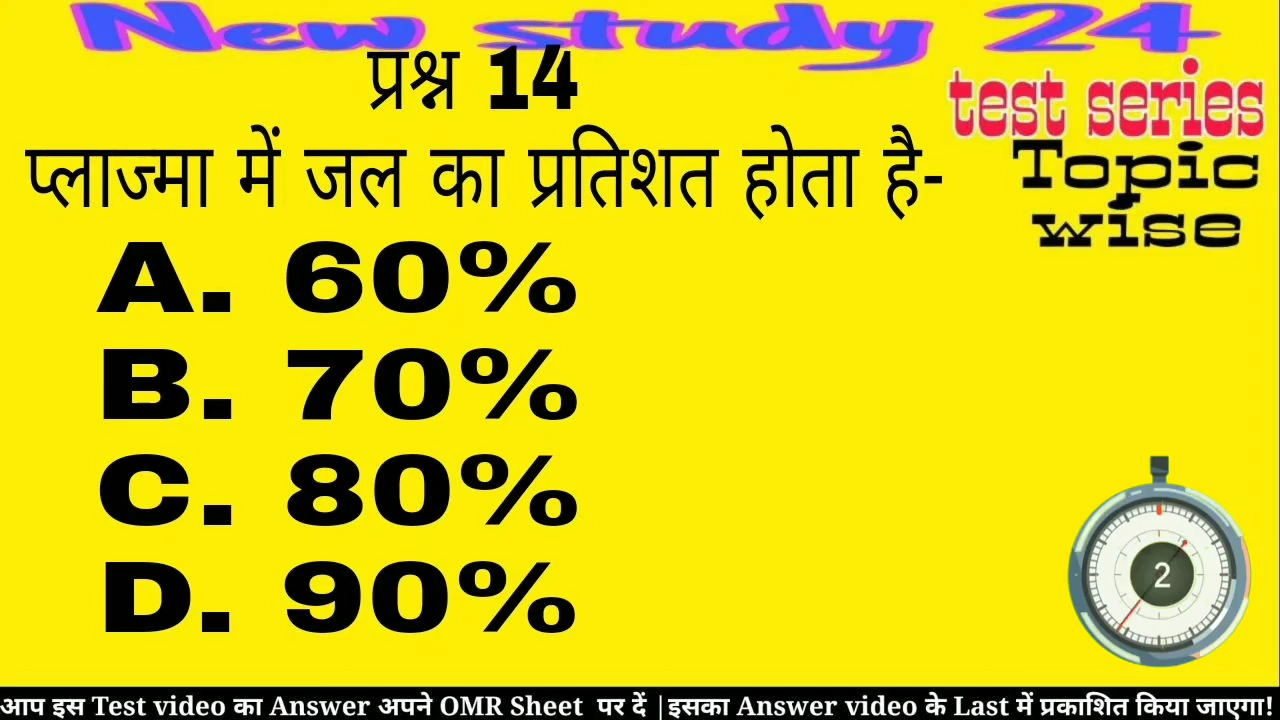 New study 24
प्रश्न 14
test series
Topic
wise
प्लाज्मा में जल का प्रतिशत होता है-
A. 60%
B. 70%
C. 80%
D. 90%
2
आप इस Test video का Answer अपने OMR Sheet पर दें |इसका Answer video के Last में प्रकाशित किया जाएगा!